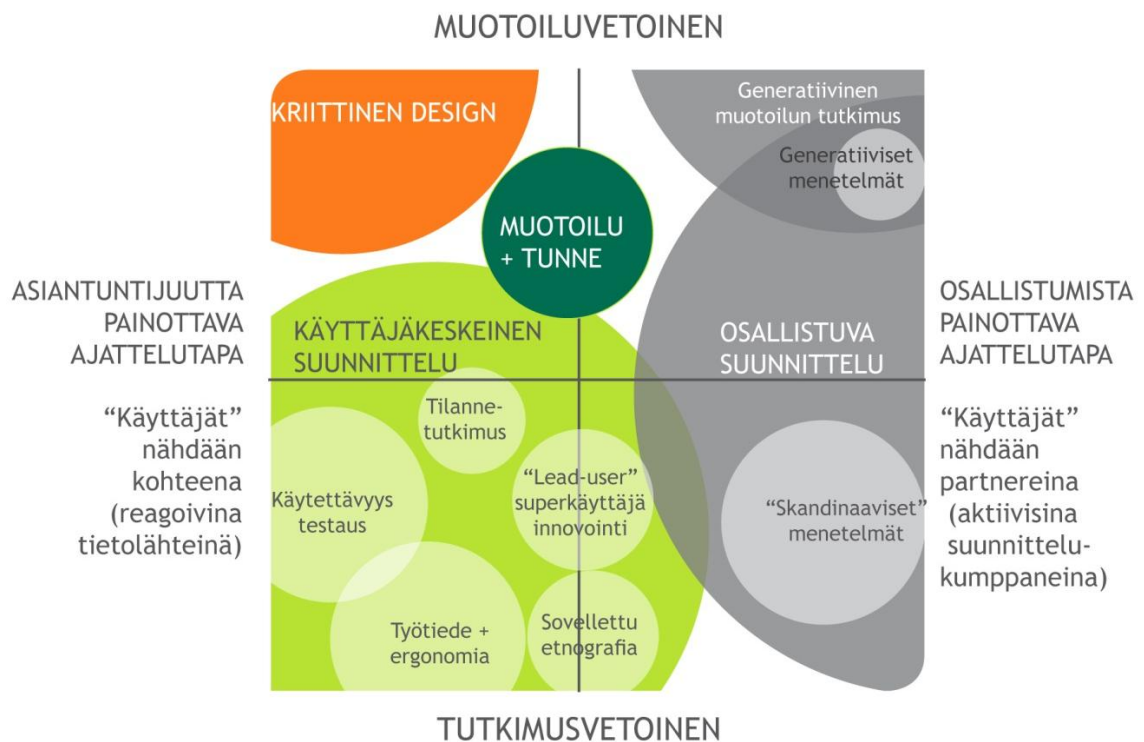 MUOTOILUVETOINEN
KRIITTINEN DESIGN
Generatiivinen
muotoilun tutkimus
Generatiiviset
menetelmät
MUOTOILU
+ TUNNE
ASIANTUNTIJUUTTA
PAINOTTAVA
AJATTELUTAPA
“Käyttäjät”
nähdään
kohteena
(reagoivina
tietolähteinä)
KÄYTTÄJÄKESKEINEN
SUUNNITTELU
OSALLISTUVA
SUUNNITTELU
OSALLISTUMISTA
PAINOTTAVA
AJATTELUTAPA
“Käyttäjät”
nähdään
partnereina
(aktiivisina
suunnittelu-
kumppaneina)
Tilanne-
tutkimus
Käytettävyys
testaus
“Lead-user”
superkäyttäjä
innovointi
“Skandinaaviset”
menetelmät
Työtiede +
ergonomia
Sovellettu
etnografia
TUTKIMUSVETOINEN